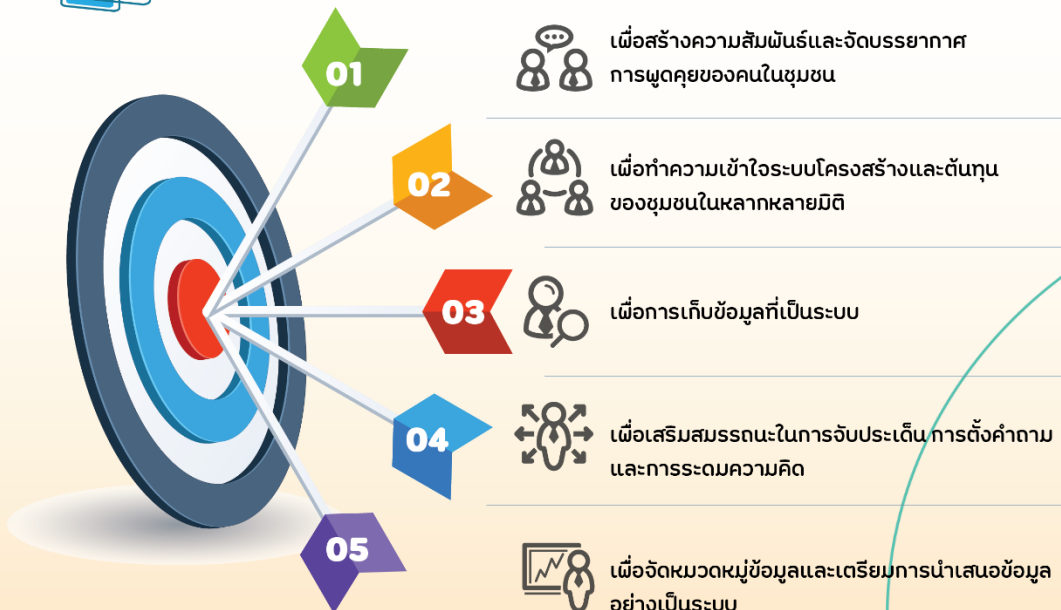 01
เพื่อสร้างความสัมพันธ์และจัดบรรยากาศ
การพูดคุยของคนในชุมชน
02
เพื่อทำความเข้าใจระบบโครงสร้างและต้นทุน
ของชุมชนในหลากหลายมิติ
03
เพื่อการเก็บข้อมูลที่เป็นระบบ
04
เพื่อเสริมสมรรถนะในการจับประเด็น การตั้งคำถาม
และการระดมความคิด
05
เพื่อจัดหมวดหมู่ข้อมูลและเตรียมการนำเสนอข้อมูล
อย่างเป็นระบบ